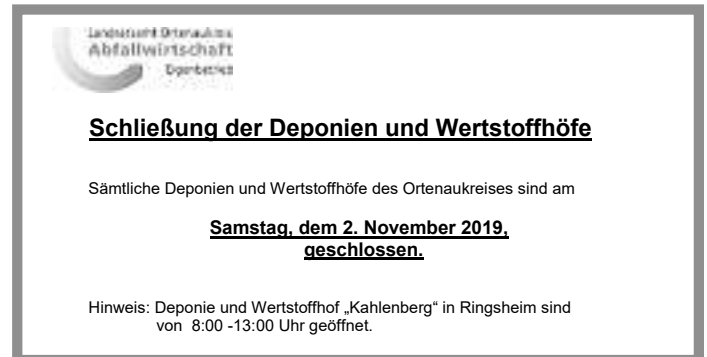 Landratsamt Ortenaukreis
Abfallwirtschaft
Eigenbetrieb
Schließung der Deponien und Wertstoffhöfe
Sämtliche Deponien und Wertstoffhöfe des Ortenaukreises sind am
Samstag, dem 2. November 2019,
geschlossen.
Hinweis: Deponie und Wertstoffhof „Kahlenberg“ in Ringsheim sind
von 8:00 -13:00 Uhr geöffnet.